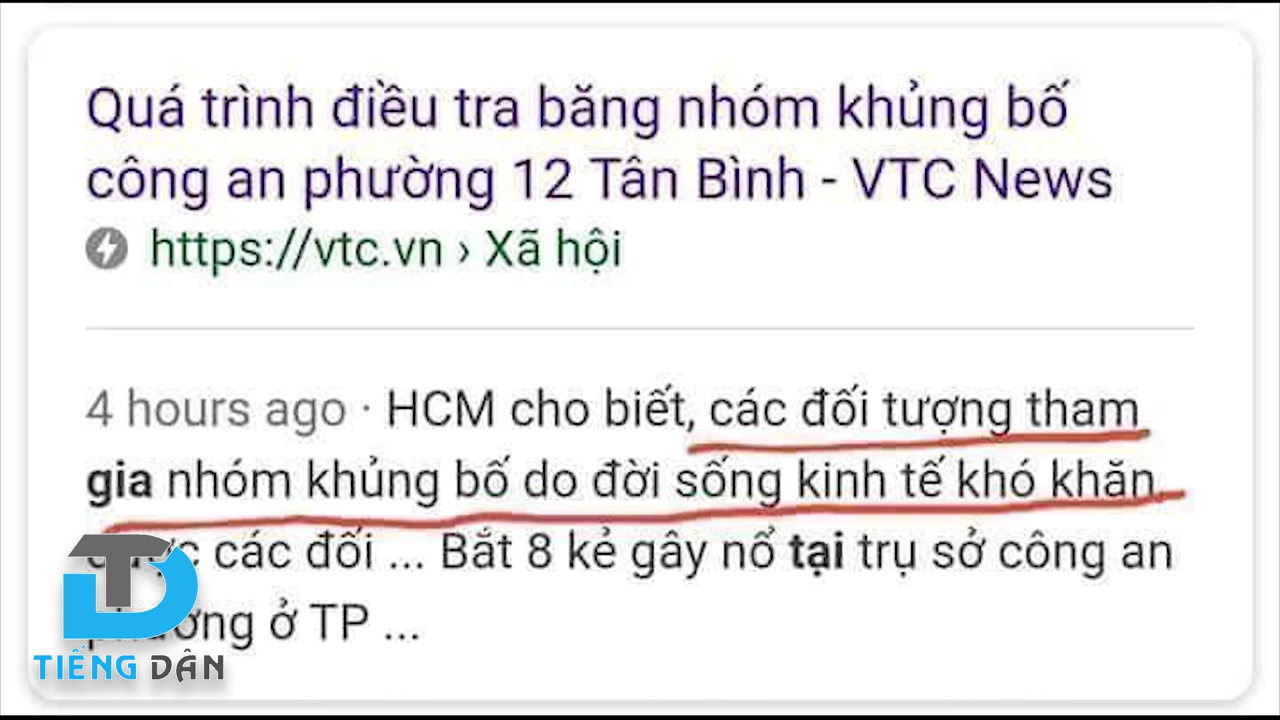 Quá trình điều tra băng nhóm khủng bố
công an phường 12 Tân Bình - VTC News
https://vtc.vn › Xã hội
4 hours ago · HCM cho biết, các đối tượng tham
gia nhóm khủng bố do đời sống kinh tế khó khăn
các đối ... Bắt 8 kẻ gây nổ tại trụ sở công an
ở TP ...
TD
TIẾNG DÂN